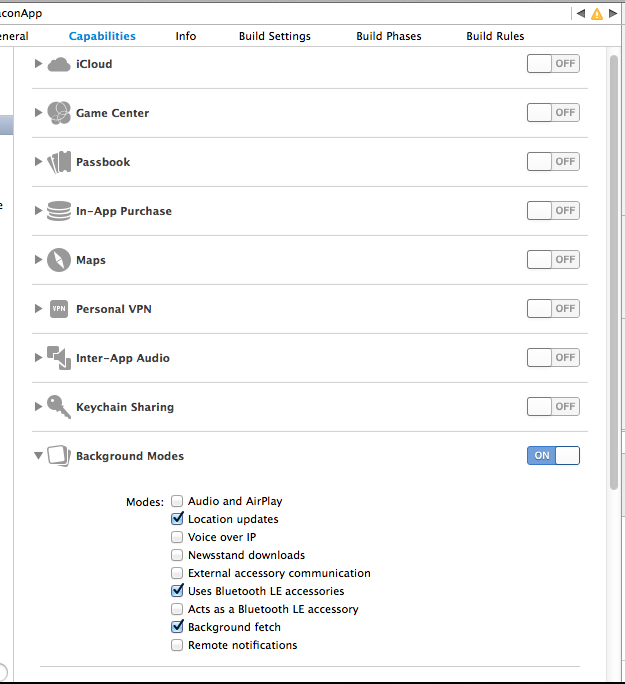 aconApp
eneral Capabilities Info Build Settings Build Phases Build Rules
iCloud OFF
Game Center OFF
Passbook OFF
e
In-App Purchase OFF
Maps OFF
VPN Personal VPN OFF
Inter-App Audio OFF
Keychain Sharing OFF
Background Modes ON
Modes: Audio and AirPlay
Location updates
Voice over IP
Newsstand downloads
External accessory communication
Uses Bluetooth LE accessories
Acts as a Bluetooth LE accessory
Background fetch
Remote notifications